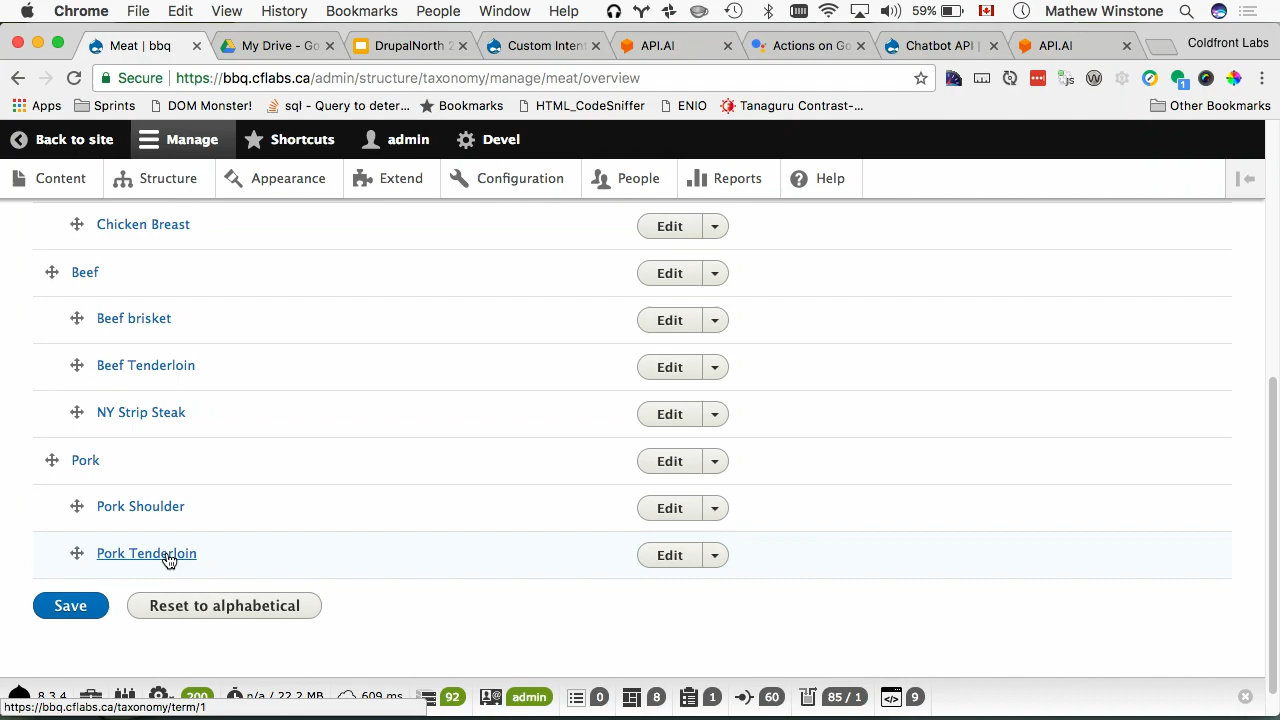 Chrome File Edit View History Bookmarks People Window Help 59% Mathew Winstone
Meat | bbq My Drive - Go DrupalNorth 2 Custom Inten API.AI Actions on Go Chatbot API | API.AI Coldfront Labs
Secure https://bbq.cflabs.ca/admin/structure/taxonomy/manage/meat/overview
Apps Sprints DOM Monster! sql - Query to deter... Bookmarks HTML_CodeSniffer ENIO Tanaguru Contrast-... Other Bookmarks
Back to site Manage Shortcuts admin Devel
Content Structure Appearance Extend Configuration People Reports Help
Chicken Breast Edit
Beef Edit
Beef brisket Edit
Beef Tenderloin Edit
NY Strip Steak Edit
Pork Edit
Pork Shoulder Edit
Pork Tenderloin Edit
Save Reset to alphabetical
8.3.4 200 n/a / 22.2 MB 609 ms 92 admin 0 8 1 60 85 / 1 9
https://bbq.cflabs.ca/taxonomy/term/1